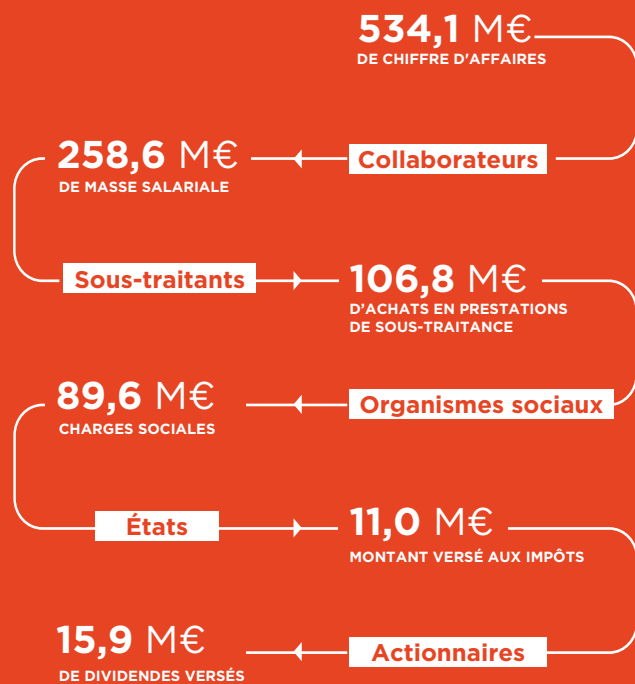 534,1 M€
DE CHIFFRE D'AFFAIRES
Collaborateurs
258,6 M€
DE MASSE SALARIALE
Sous-traitants
106,8 M€
D’ACHATS EN PRESTATIONS
DE SOUS-TRAITANCE
Organismes sociaux
89,6 M€
CHARGES SOCIALES
États
11,0 M€
MONTANT VERSÉ AUX IMPÔTS
Actionnaires
15,9 M€
DE DIVIDENDES VERSÉS